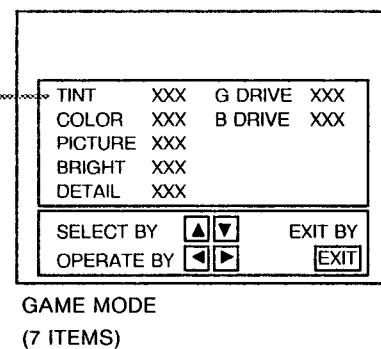 TINT XXX G DRIVE XXX
COLOR XXX B DRIVE XXX
PICTURE XXX
BRIGHT XXX
DETAIL XXX
SELECT BY ▲ ▼ EXIT BY
OPERATE BY ◀ ▶ EXIT
GAME MODE
(7 ITEMS)